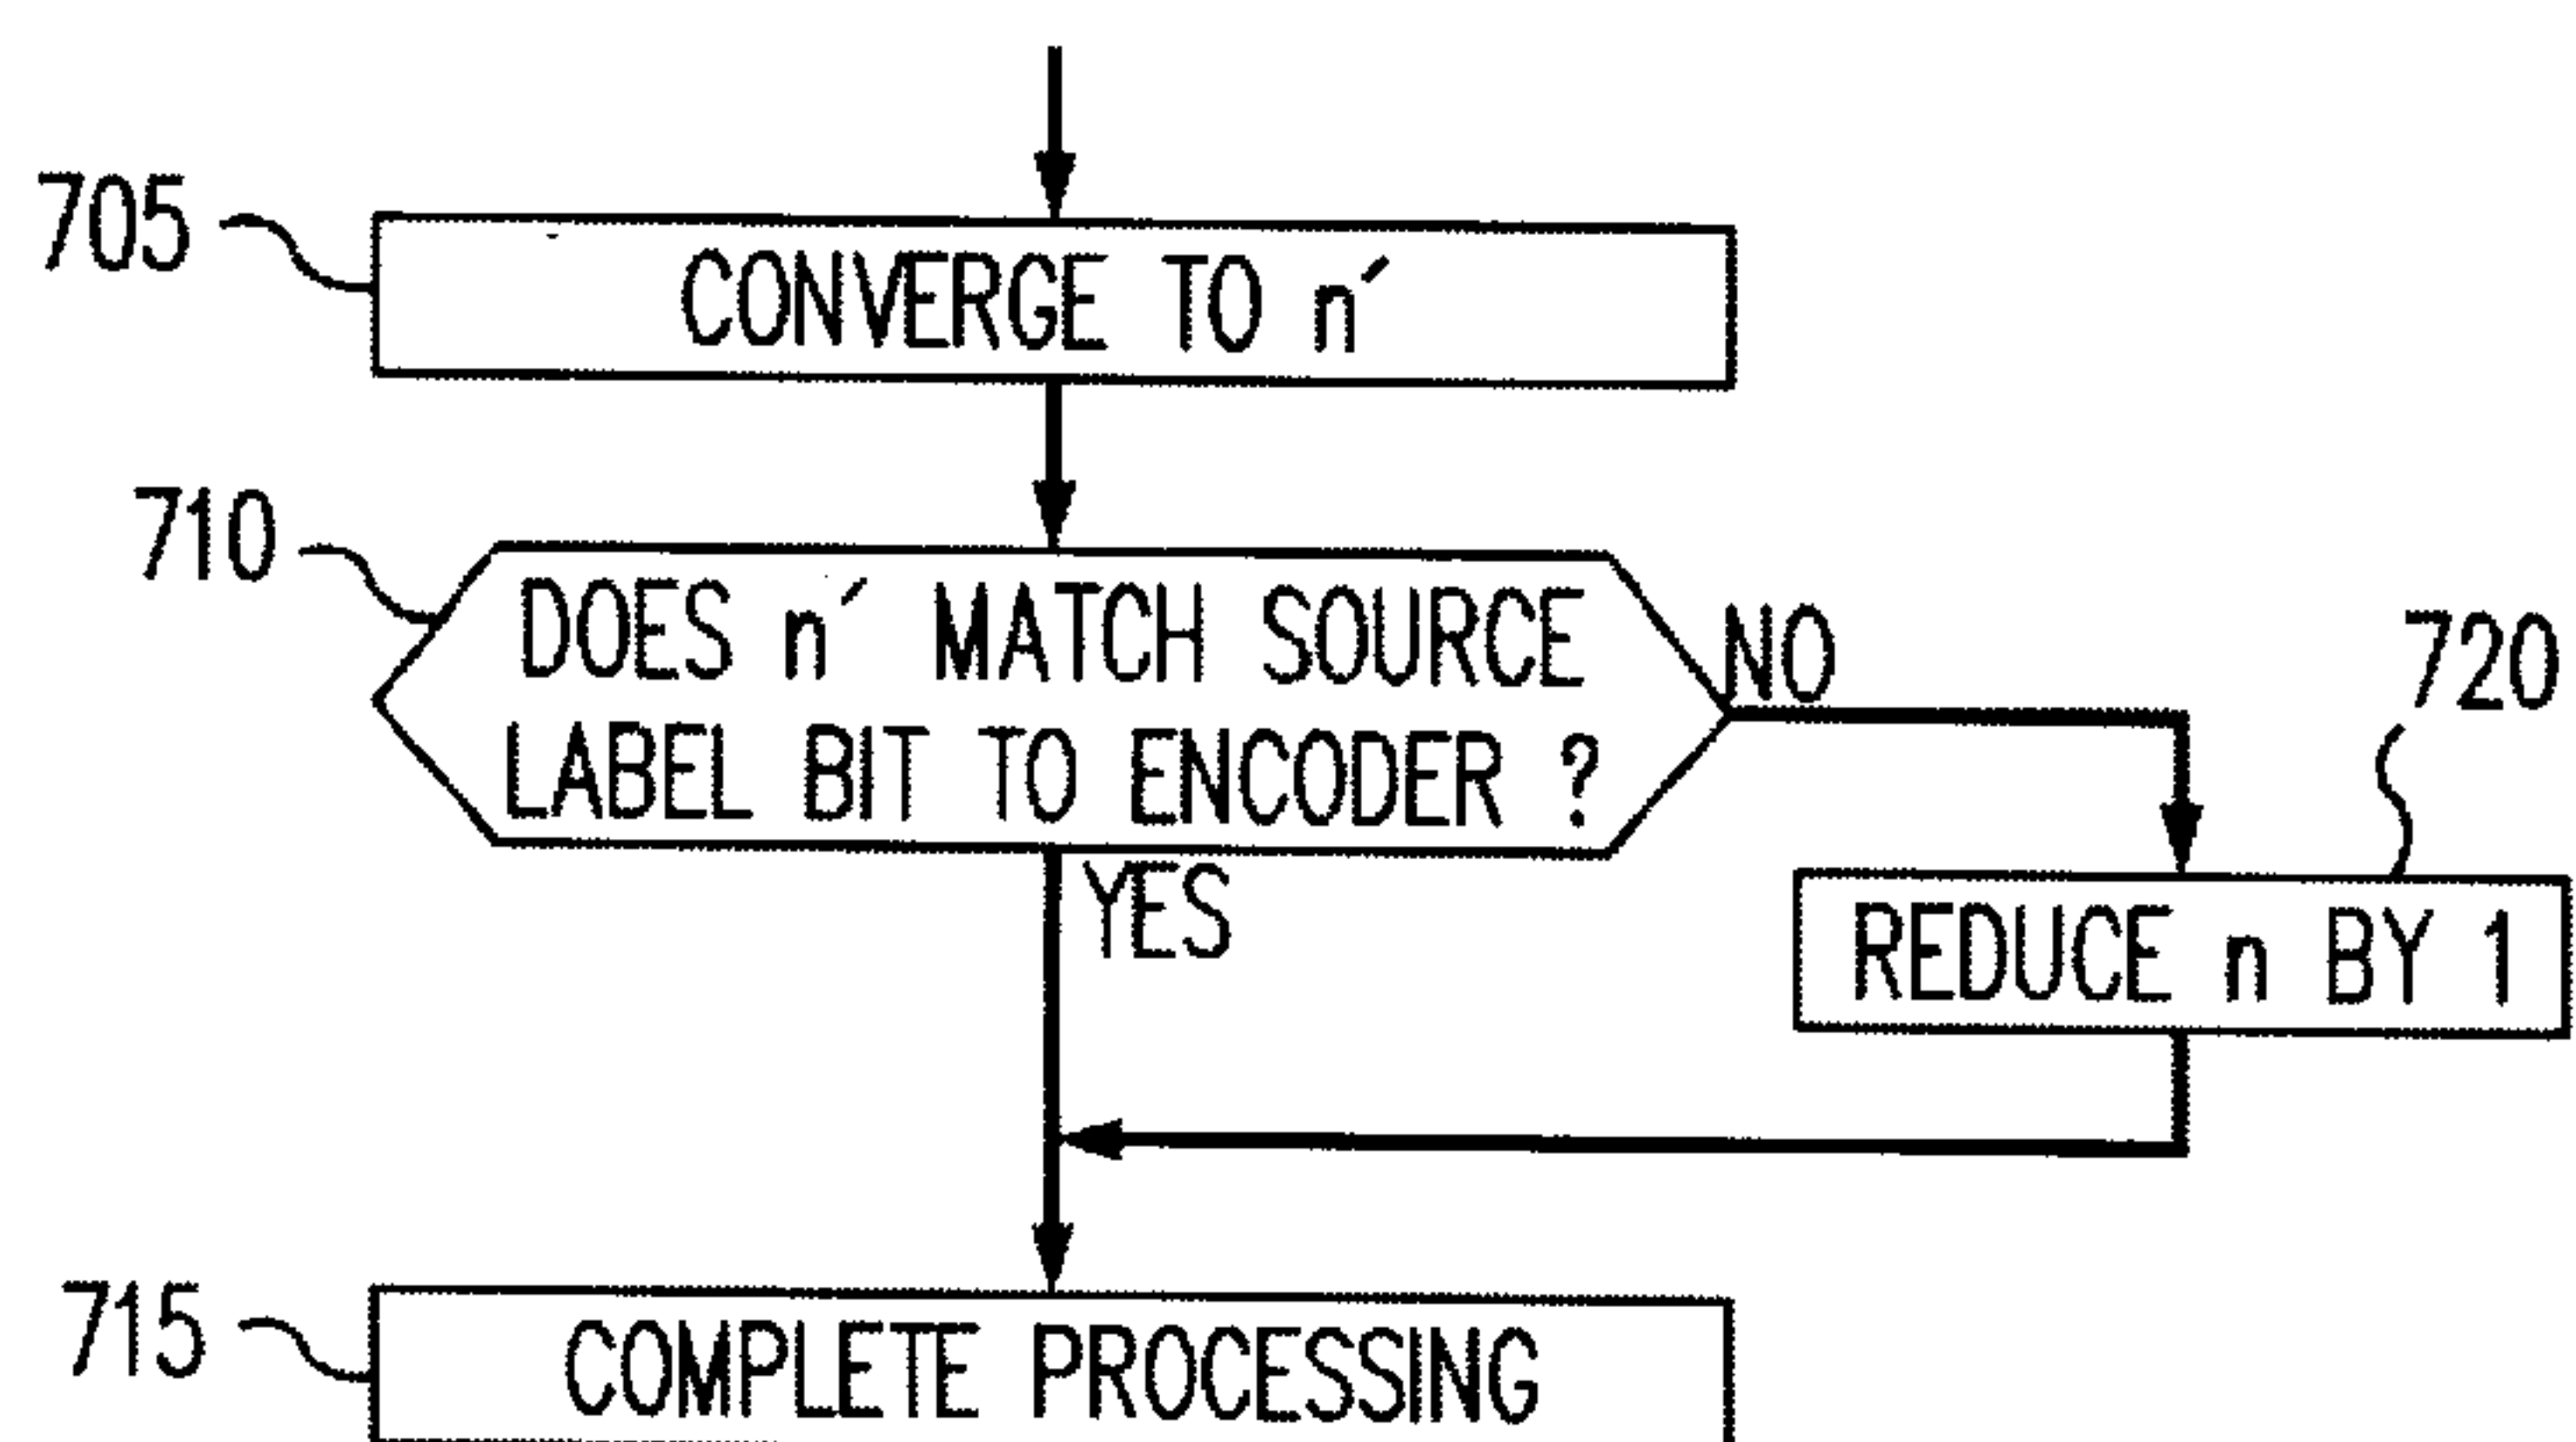 705
CONVERGE TO n′
710
DOES n′ MATCH SOURCE
LABEL BIT TO ENCODER ?
NO
720
YES
REDUCE n BY 1
715
COMPLETE PROCESSING